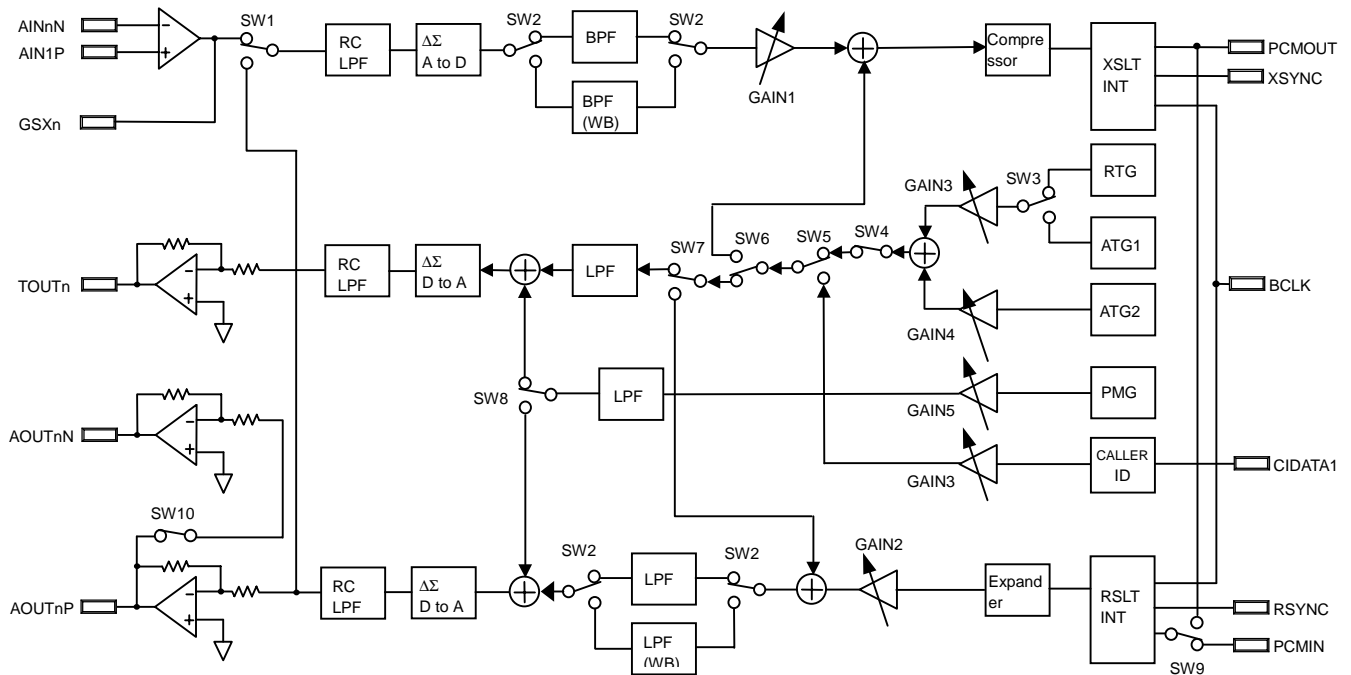 AINnN
AIN1P
GSXn
SW1
RC
LPF
ΔΣ
A to D
SW2
BPF
BPF
(WB)
SW2
GAIN1
Compre
ssor
XSLT
INT
PCMOUT
XSYNC
RTG
SW3
GAIN3
ATG1
TOUTn
RC
LPF
ΔΣ
D to A
LPF
SW7
SW6
SW5
SW4
BCLK
GAIN4
ATG2
SW8
LPF
GAIN5
PMG
AOUTnN
GAIN3
CALLER
ID
CIDATA1
SW10
AOUTnP
RC
LPF
ΔΣ
D to A
SW2
LPF
LPF
(WB)
SW2
GAIN2
Expand
er
RSLT
INT
RSYNC
PCMIN
SW9